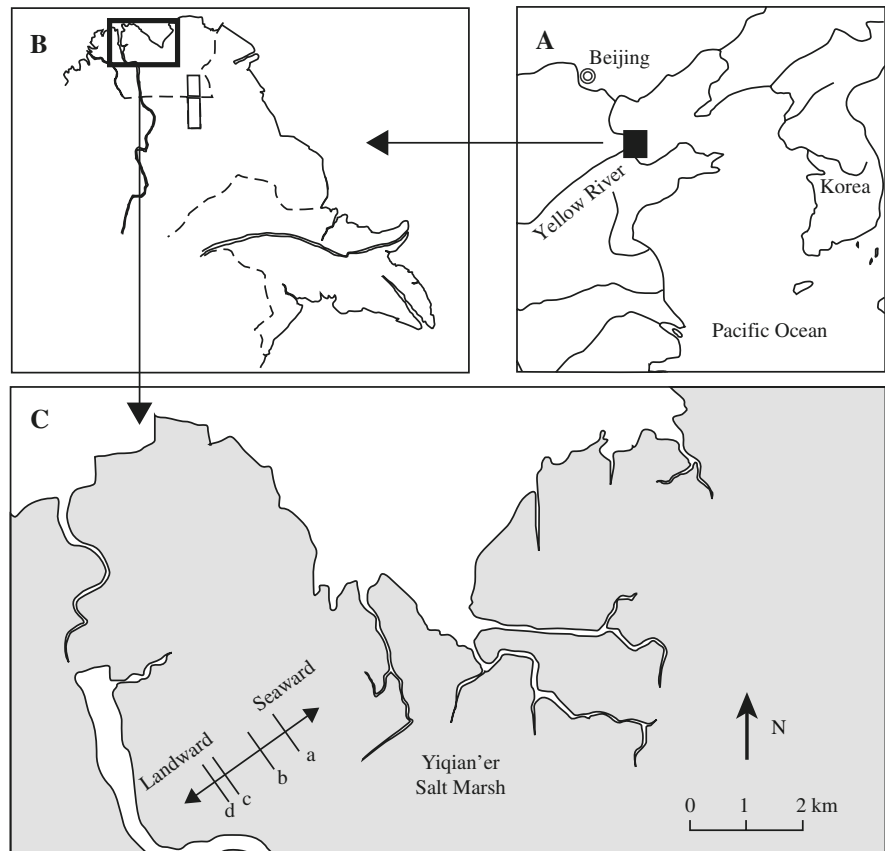 B
A
Beijing
Korea
Yellow River
Pacific Ocean
C
Seaward
Landward
a
b
c
d
Yiqian'er
Salt Marsh
N
0 1 2 km